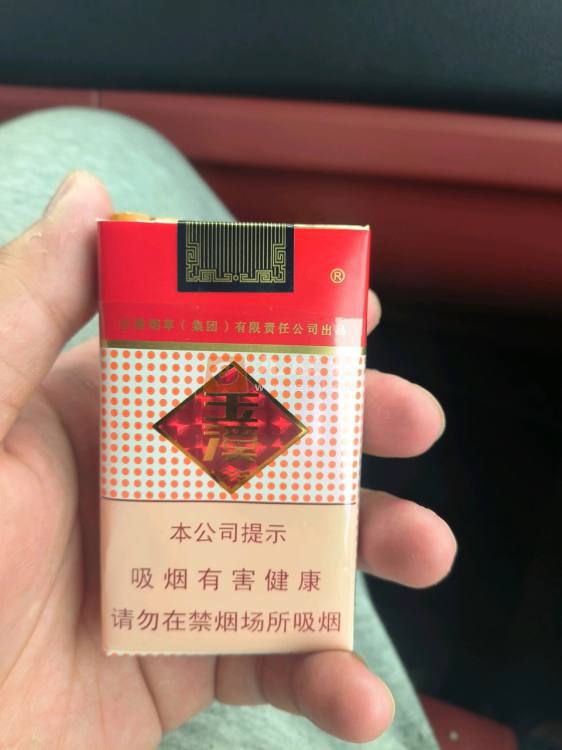 ®
（集团）有限责任公司出品
玉溪
本公司提示
吸烟有害健康
请勿在禁烟场所吸烟